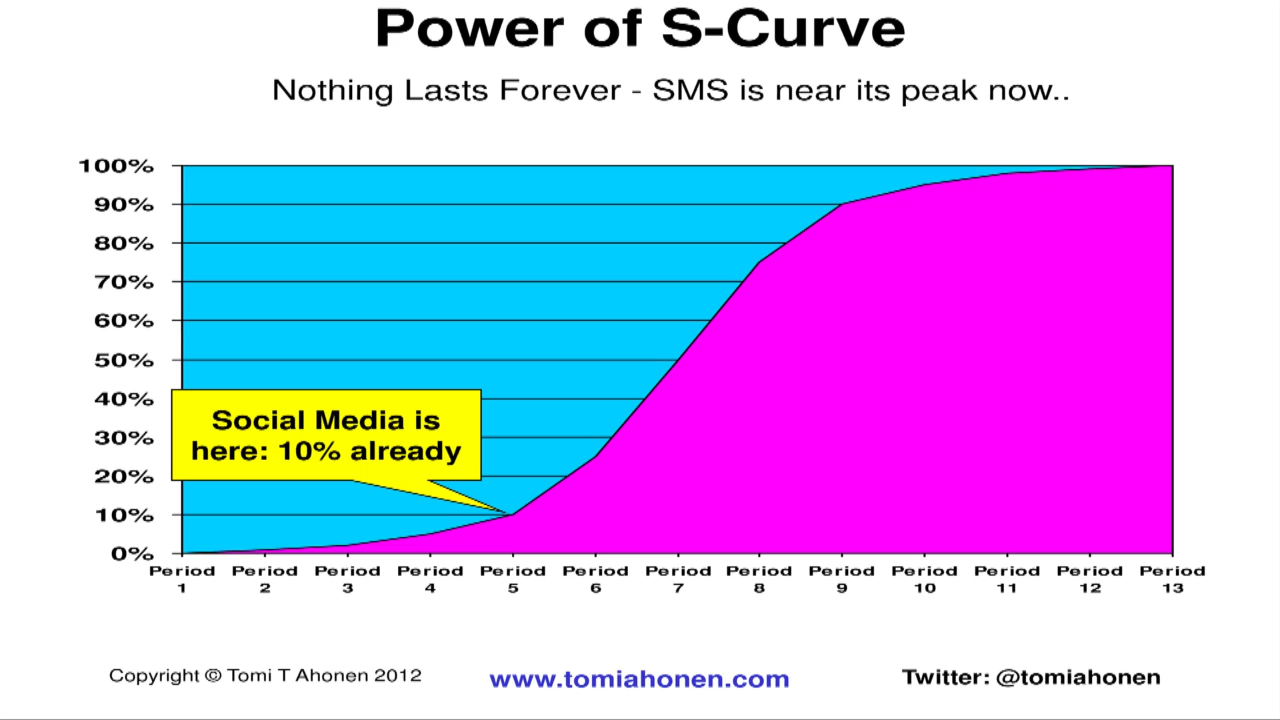 Power of S-Curve
Nothing Lasts Forever - SMS is near its peak now..
100%
90%
80%
70%
60%
50%
40%
30%
20%
10%
0%
Social Media is
here: 10% already
Period Period Period Period Period Period Period Period Period Period Period Period Period
1 2 3 4 5 6 7 8 9 10 11 12 13
Copyright © Tomi T Ahonen 2012 www.tomiahonen.com Twitter: @tomiahonen